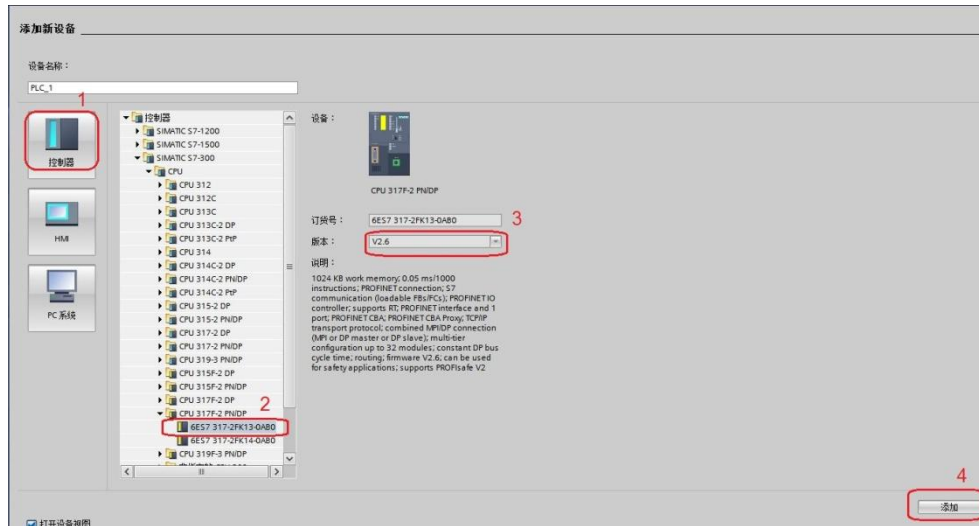 添加新设备
设备名称：
PLC_1
1
控制器
HMI
PC 系统
控制器
SIMATIC S7-1200
SIMATIC S7-1500
SIMATIC S7-300
CPU
CPU 312
CPU 312C
CPU 313C
CPU 313C-2 DP
CPU 313C-2 PtP
CPU 314
CPU 314C-2 DP
CPU 314C-2 PN/DP
CPU 314C-2 PtP
CPU 315-2 DP
CPU 315-2 PN/DP
CPU 317-2 DP
CPU 317-2 PN/DP
CPU 319-3 PN/DP
CPU 315F-2 DP
CPU 315F-2 PN/DP
CPU 317F-2 DP
CPU 317F-2 PN/DP
2
6ES7 317-2FK13-0AB0
6ES7 317-2FK14-0AB0
CPU 319F-3 PN/DP
设备：
CPU 317F-2 PN/DP
订货号：
6ES7 317-2FK13-0AB0
3
版本：
V2.6
说明：
1024 KB work memory; 0.05 ms/1000
instructions; PROFINET connection; S7
communication (loadable FBs/FCs); PROFINET IO
controller; supports RT; PROFINET interface and 1
port; PROFINET CBA; PROFINET CBA Proxy; TCP/IP
transport protocol; combined MPI/DP connection
(MPI or DP master or DP slave); multi-tier
configuration up to 32 modules; constant DP bus
cycle time; routing; firmware V2.6; can be used
for safety applications; supports PROFIsafe V2
4
添加
打开设备视图